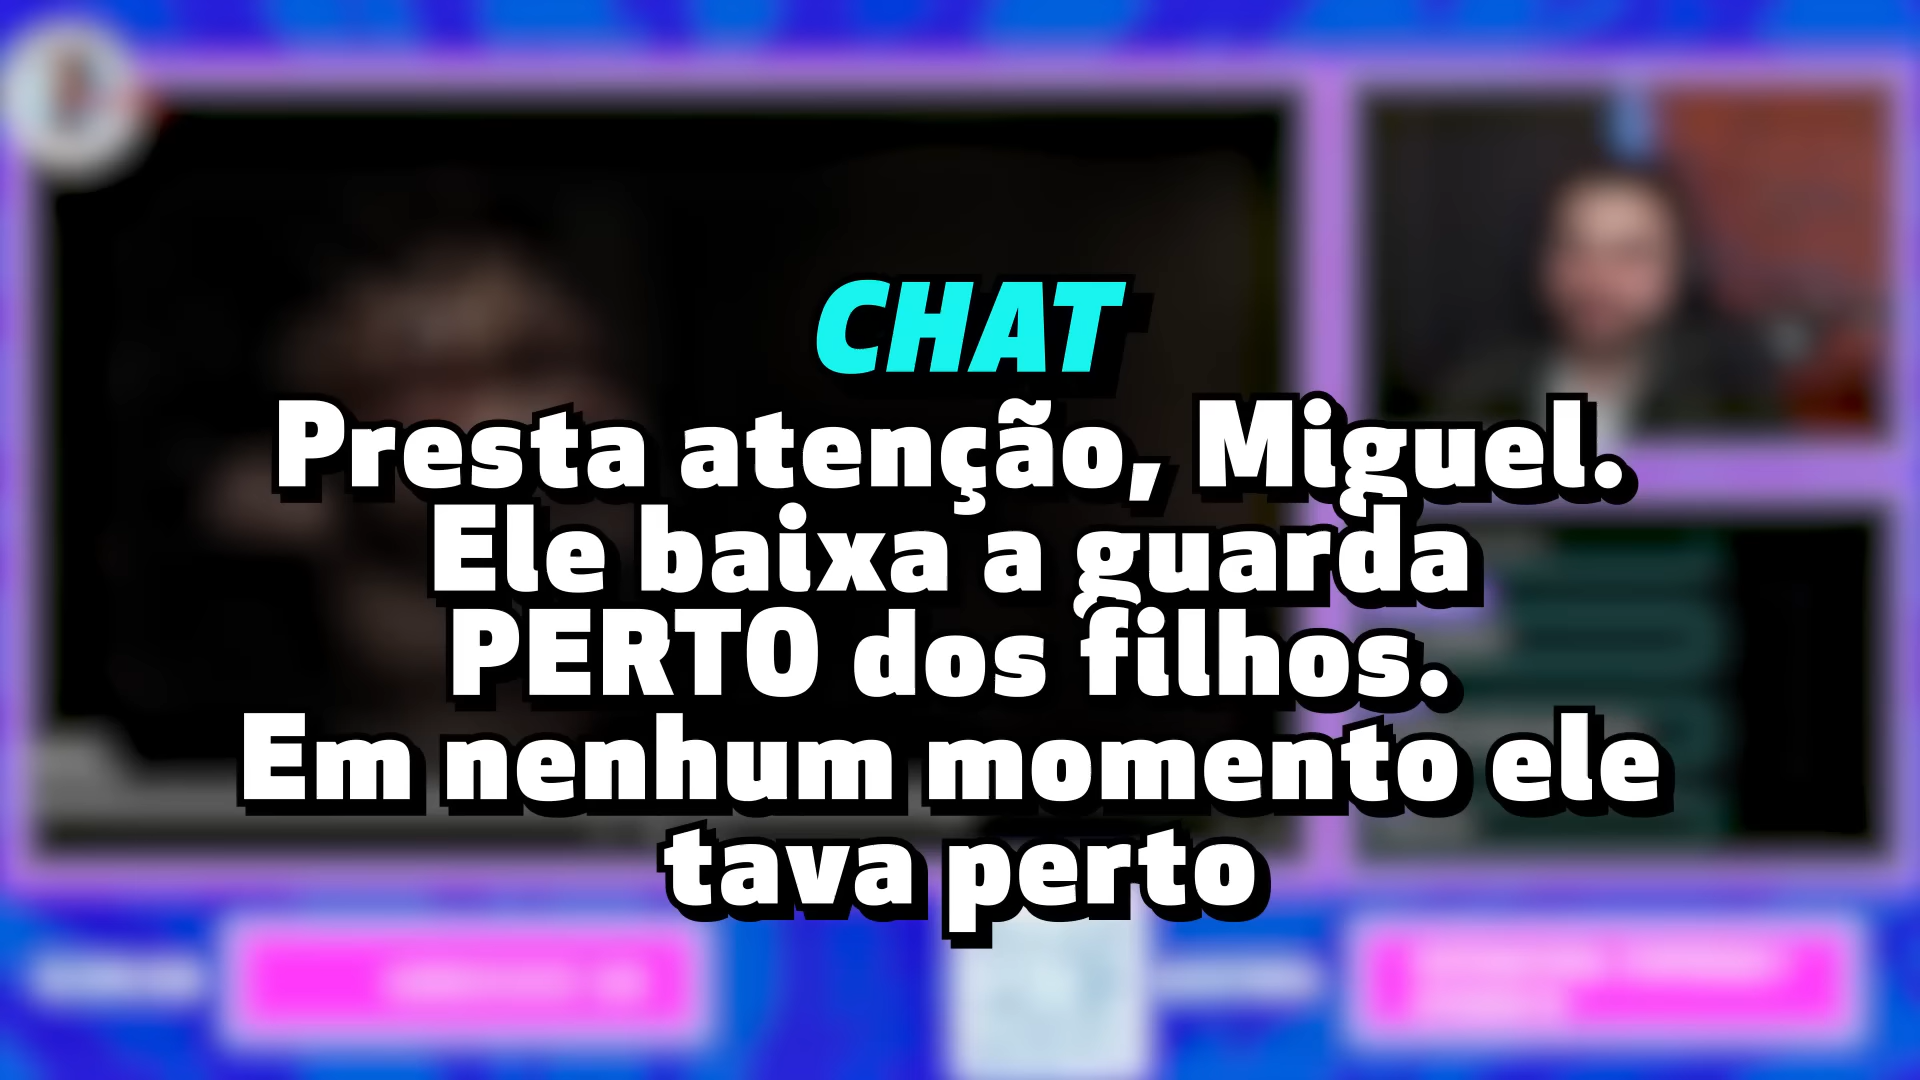 CHAT
Presta atenção, Miguel.
Ele baixa a guarda
PERTO dos filhos.
Em nenhum momento ele
tava perto